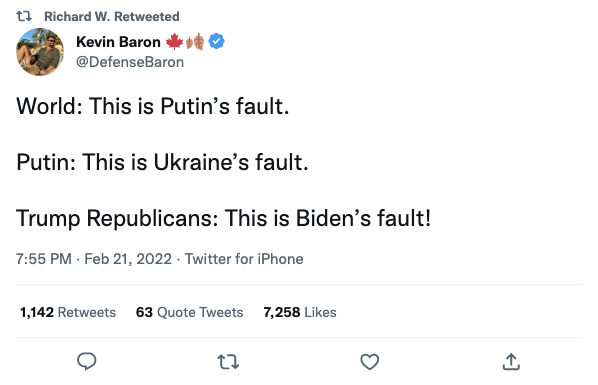 Richard W. Retweeted
Kevin Baron
@DefenseBaron
World: This is Putin’s fault.
Putin: This is Ukraine’s fault.
Trump Republicans: This is Biden’s fault!
7:55 PM · Feb 21, 2022 · Twitter for iPhone
1,142 Retweets 63 Quote Tweets 7,258 Likes